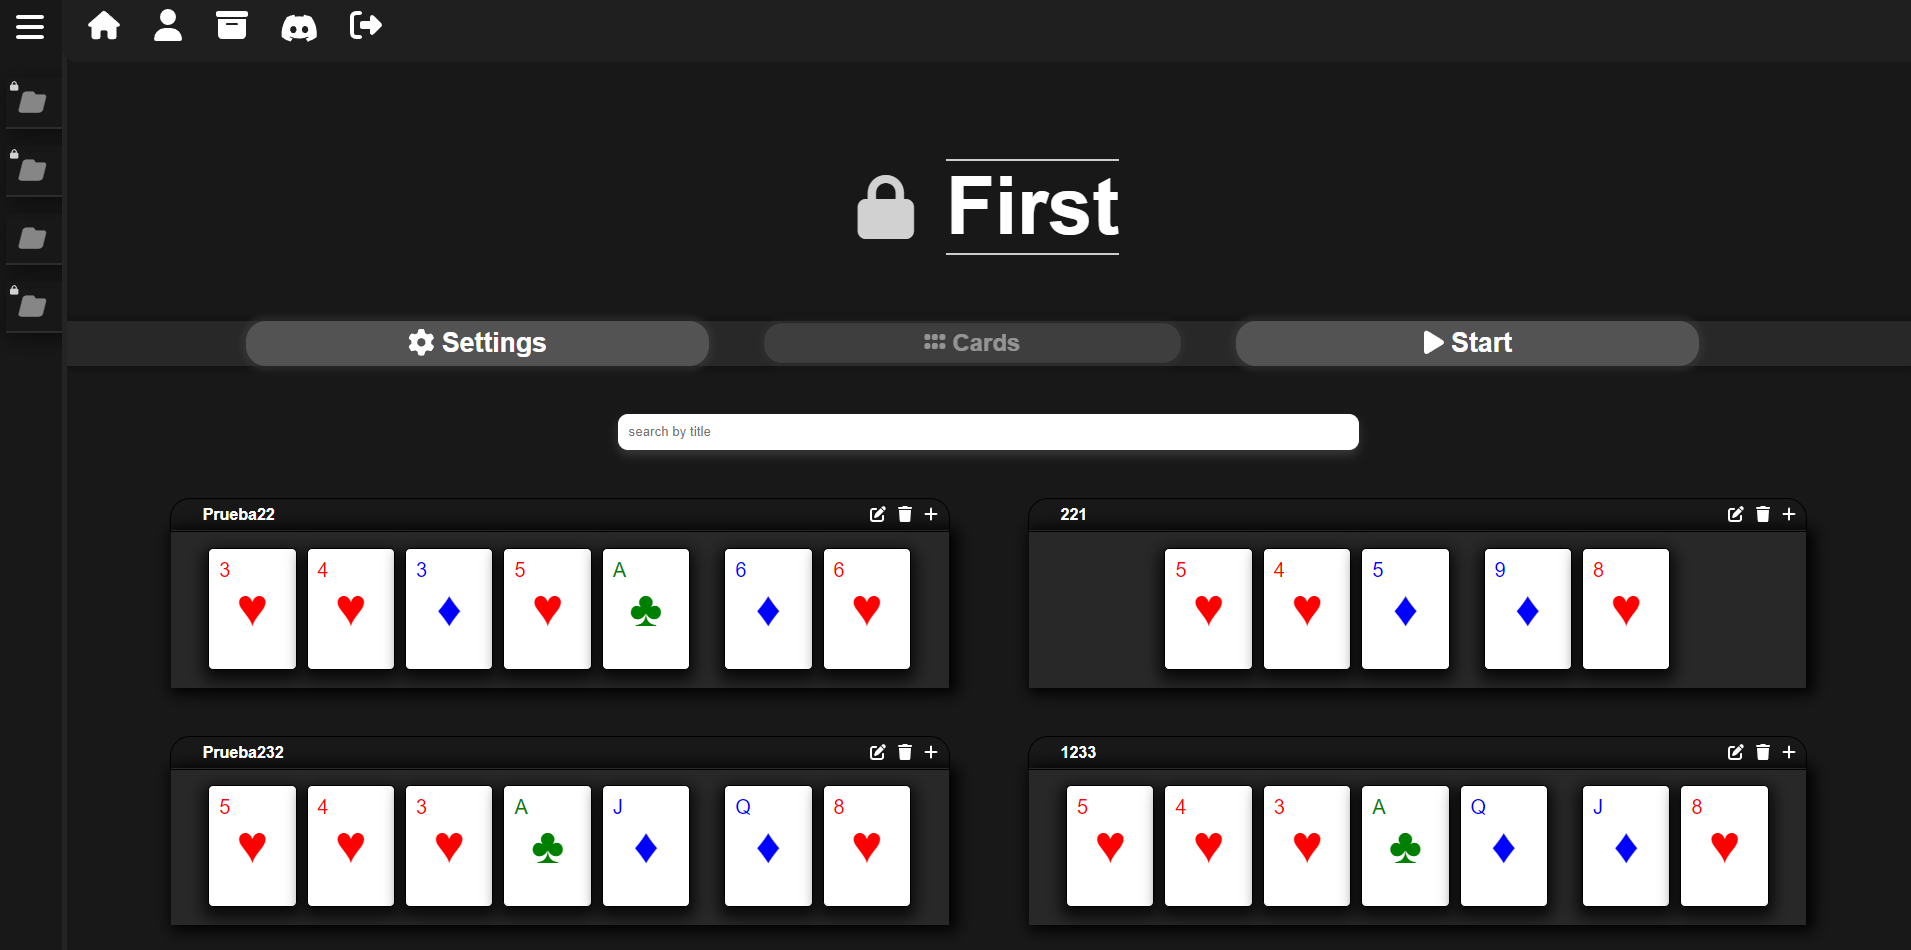 First
Settings
Cards
Start
search by title
Prueba22
3 4 3 5 A 6 6
221
5 4 5 9 8
Prueba232
5 4 3 A J Q 8
1233
5 4 3 A Q J 8